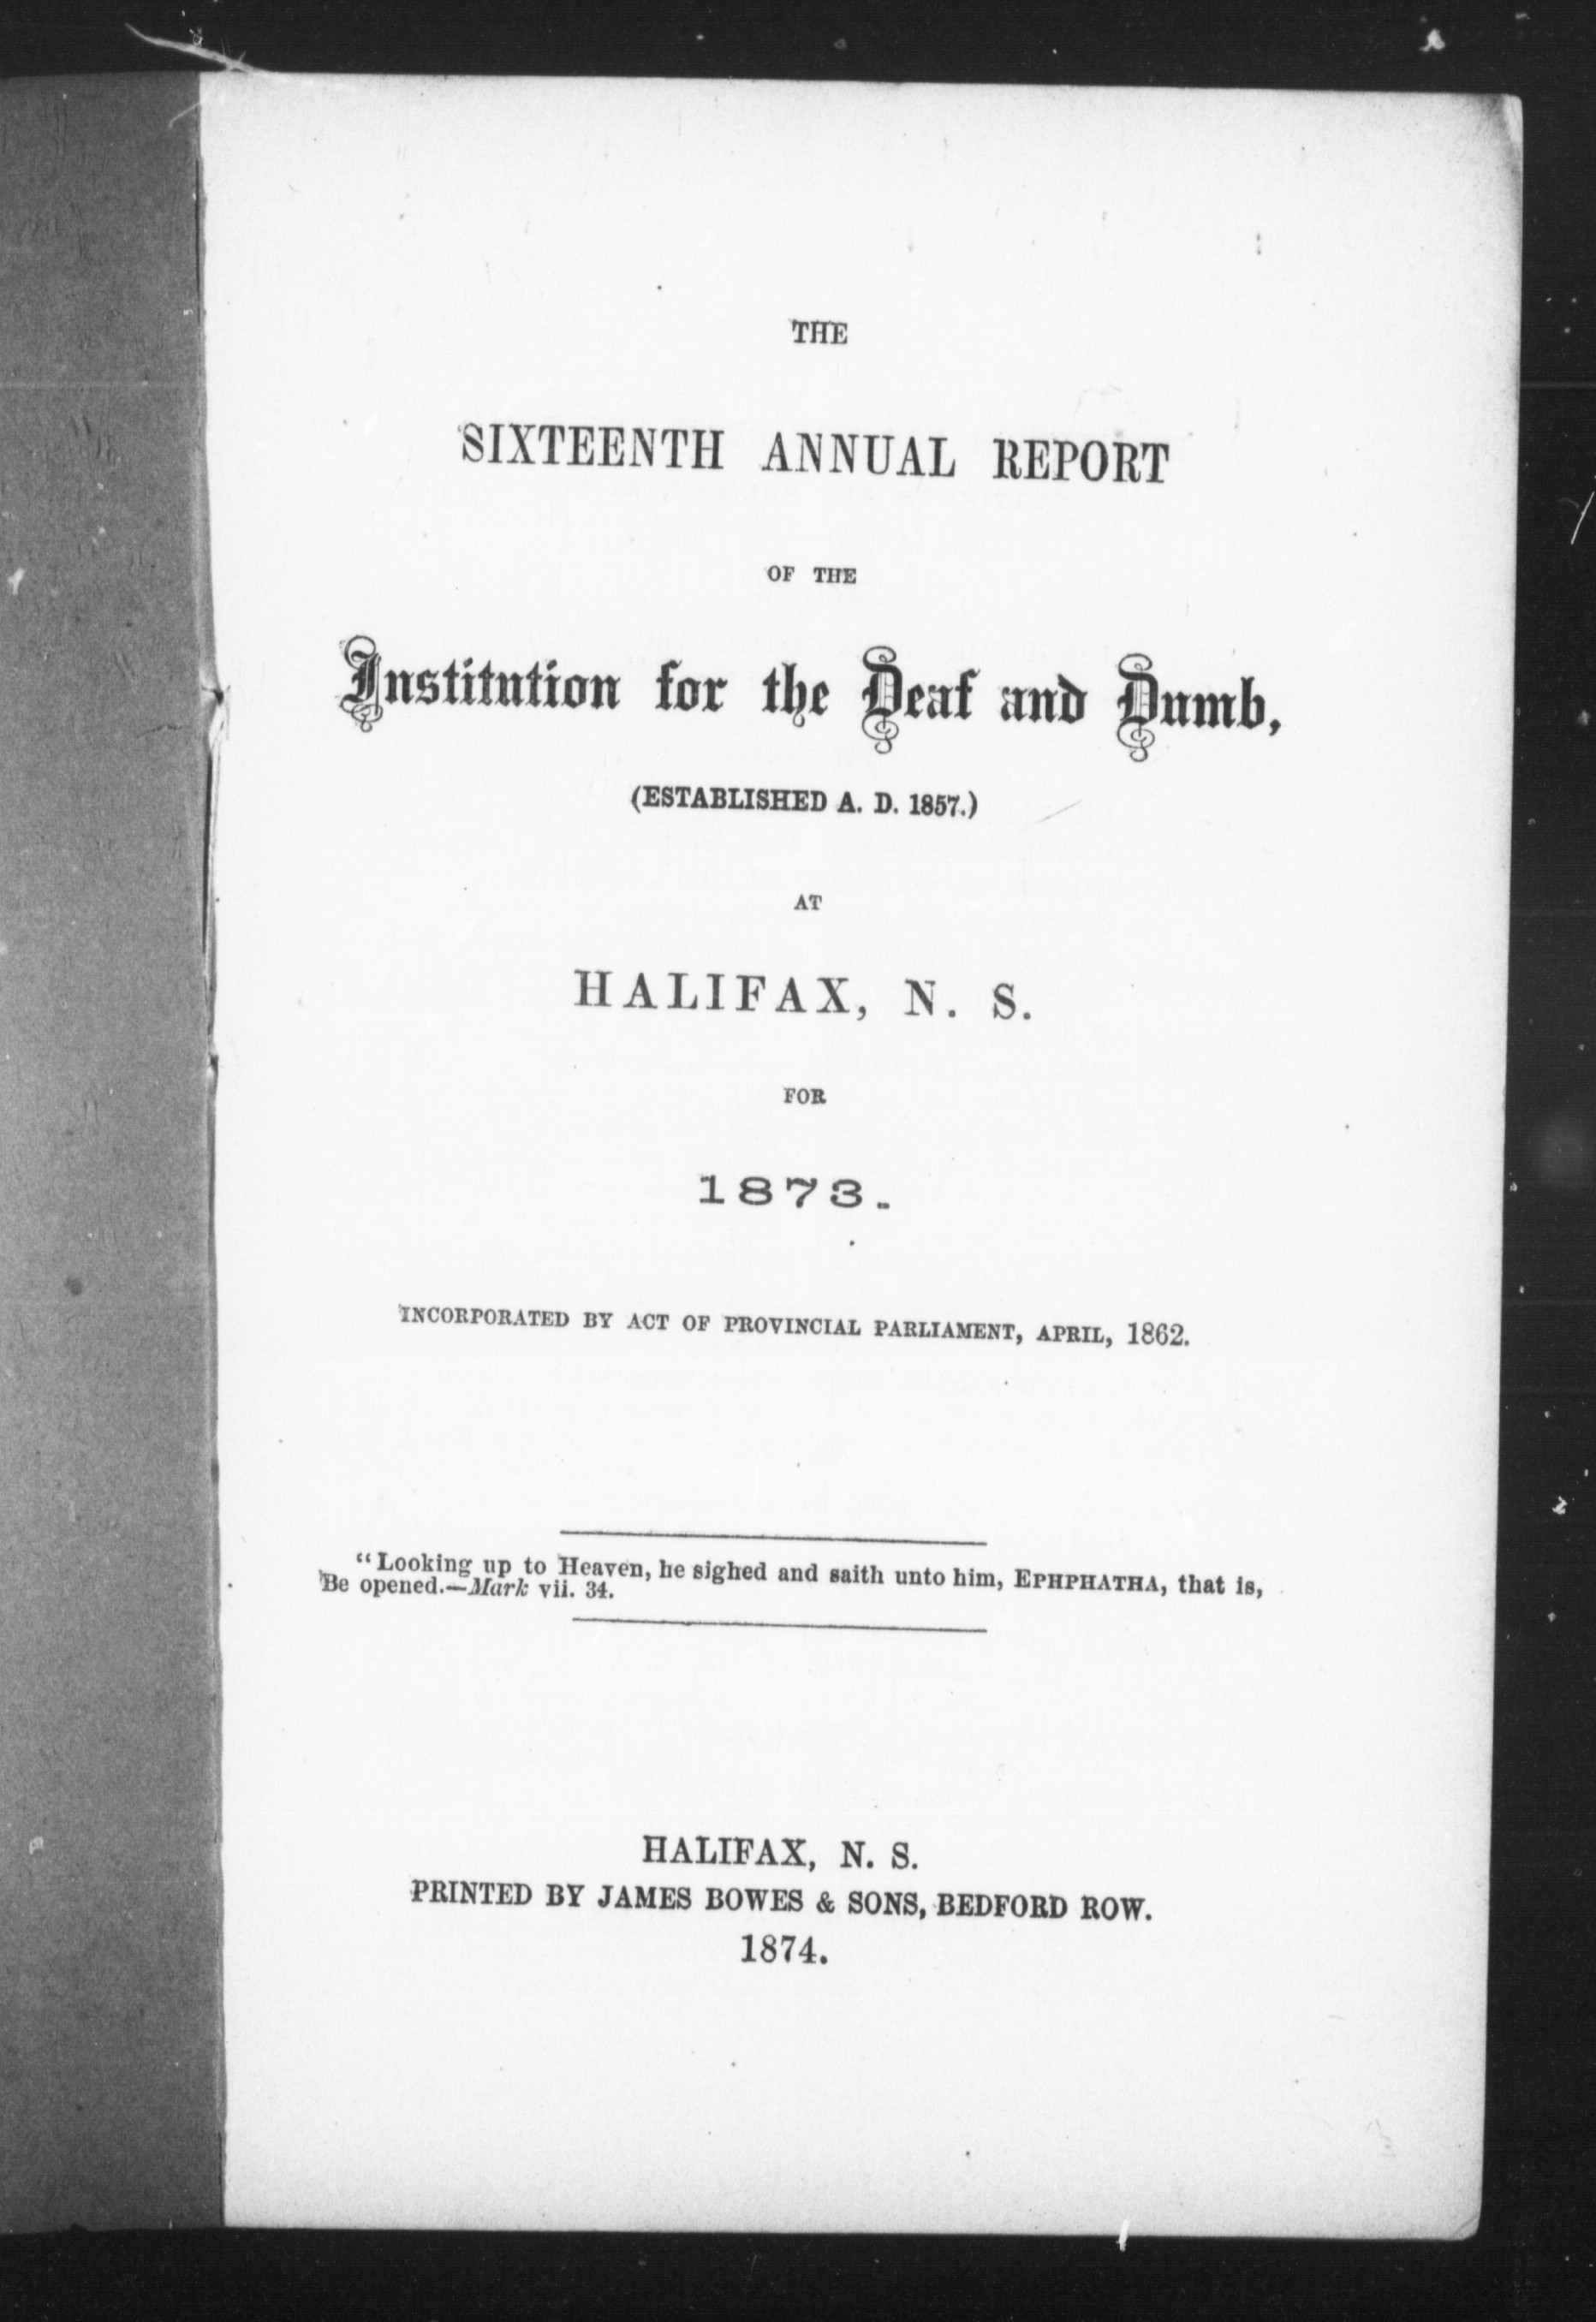 THE
SIXTEENTH ANNUAL REPORT
OF THE
Institution for the Deaf and Dumb,
(ESTABLISHED A. D. 1857.)
AT
HALIFAX, N. S.
FOR
1873.
INCORPORATED BY ACT OF PROVINCIAL PARLIAMENT, APRIL, 1862.
"Looking up to Heaven, he sighed and saith unto him, EPHPHATHA, that is,
Be opened.—Mark vii. 34.
HALIFAX, N. S.
PRINTED BY JAMES BOWES & SONS, BEDFORD ROW.
1874.